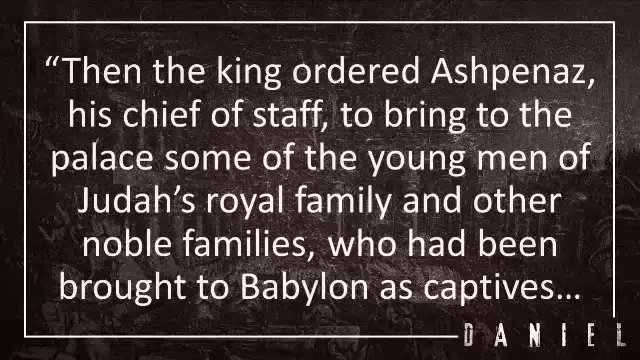 “Then the king ordered Ashpenaz,
his chief of staff, to bring to the
palace some of the young men of
Judah’s royal family and other
noble families, who had been
brought to Babylon as captives…
DANIEL